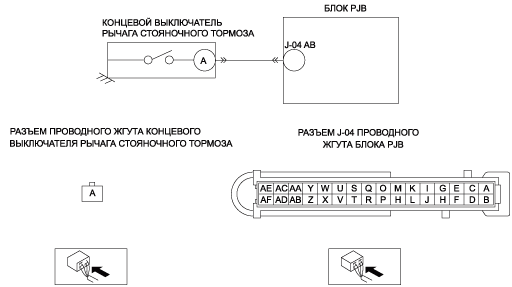 БЛОК PJB
КОНЦЕВОЙ ВЫКЛЮЧАТЕЛЬ
РЫЧАГА СТОЯНОЧНОГО ТОРМОЗА
J-04 AB
A
РАЗЪЕМ ПРОВОДНОГО ЖГУТА КОНЦЕВОГО
ВЫКЛЮЧАТЕЛЯ РЫЧАГА СТОЯНОЧНОГО ТОРМОЗА
A
РАЗЪЕМ J-04 ПРОВОДНОГО
ЖГУТА БЛОКА PJB
AE AC AA Y W U S Q O M K I G E C A
AF AD AB Z X V T R P H L J H F D B